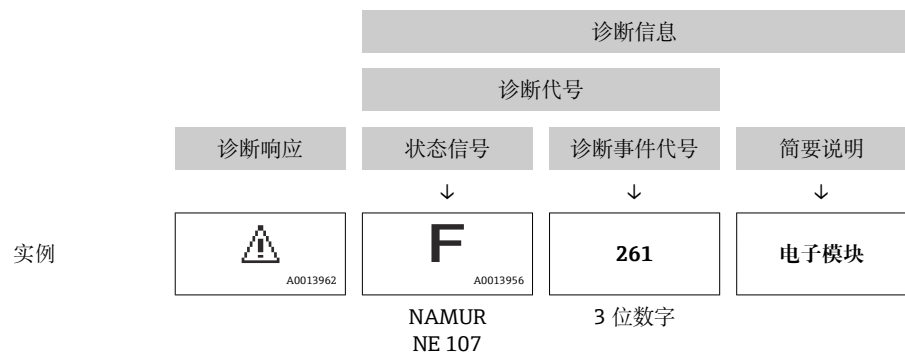 诊断信息
诊断代号
诊断响应 状态信号 诊断事件代号 简要说明
↓ ↓ ↓
实例 F 261 电子模块
A0013962 A0013956
NAMUR 3 位数字
NE 107